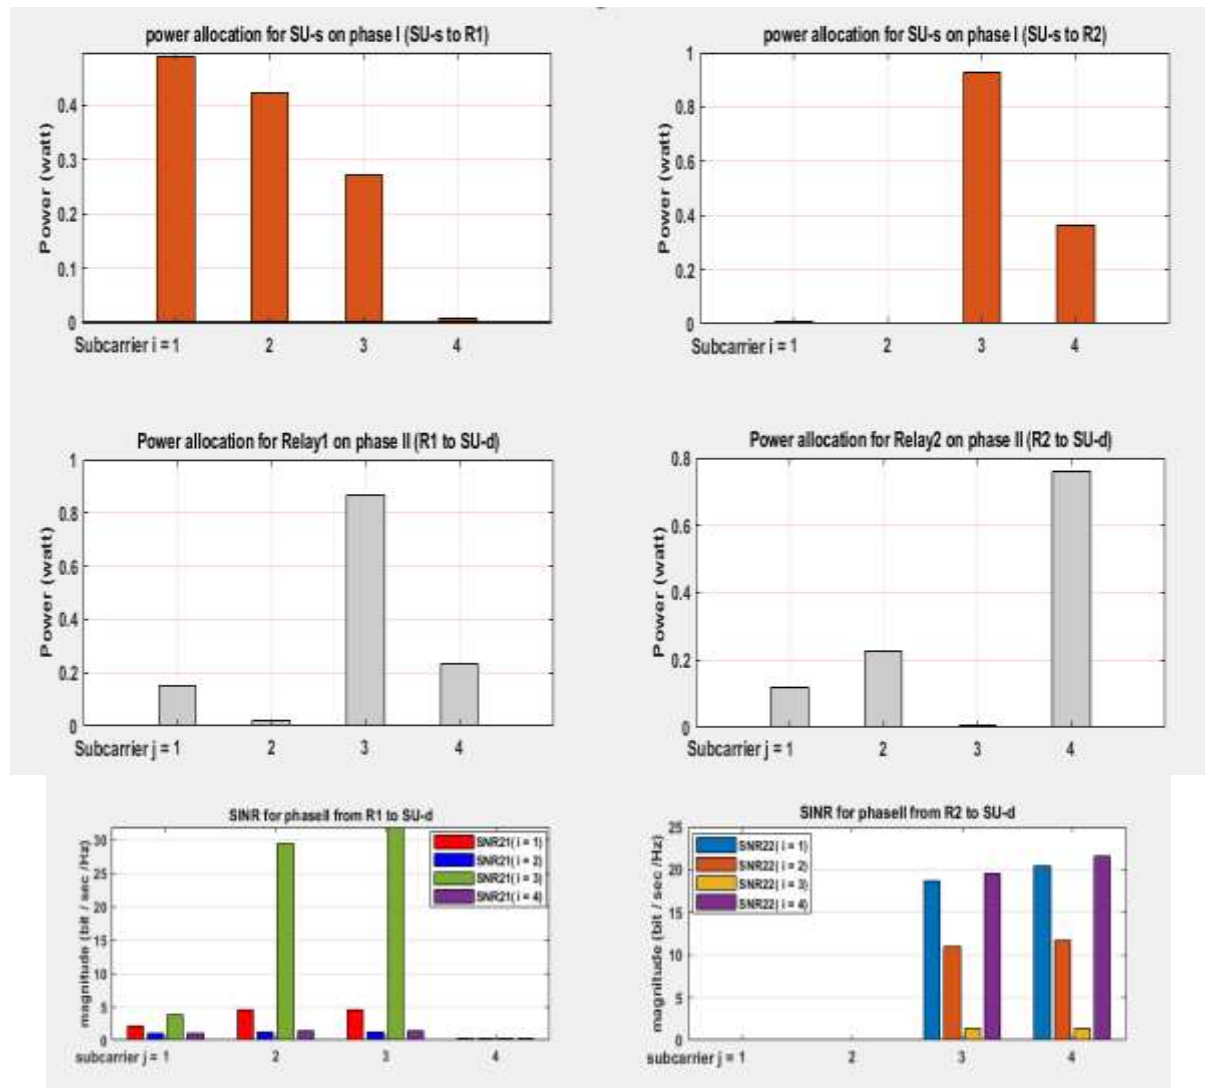 power allocation for SU-s on phase I (SU-s to R1)
Power (watt)
0.4
0.3
0.2
0.1
0
Subcarrier i = 1 2 3 4
power allocation for SU-s on phase I (SU-s to R2)
Power (watt)
1
0.8
0.6
0.4
0.2
0
Subcarrier i = 1 2 3 4
Power allocation for Relay1 on phase II (R1 to SU-d)
Power (watt)
1
0.8
0.6
0.4
0.2
0
Subcarrier j = 1 2 3 4
Power allocation for Relay2 on phase II (R2 to SU-d)
Power (watt)
0.8
0.6
0.4
0.2
0
Subcarrier j = 1 2 3 4
SINR for phaseII from R1 to SU-d
magnitude (bit / sec /Hz)
30
25
20
15
10
5
0
SNR21( i = 1)
SNR21( i = 2)
SNR21( i = 3)
SNR21( i = 4)
subcarrier j = 1 2 3 4
SINR for phaseII from R2 to SU-d
magnitude (bit / sec /Hz)
25
20
15
10
5
0
SNR22( i = 1)
SNR22( i = 2)
SNR22( i = 3)
SNR22( i = 4)
subcarrier j = 1 2 3 4